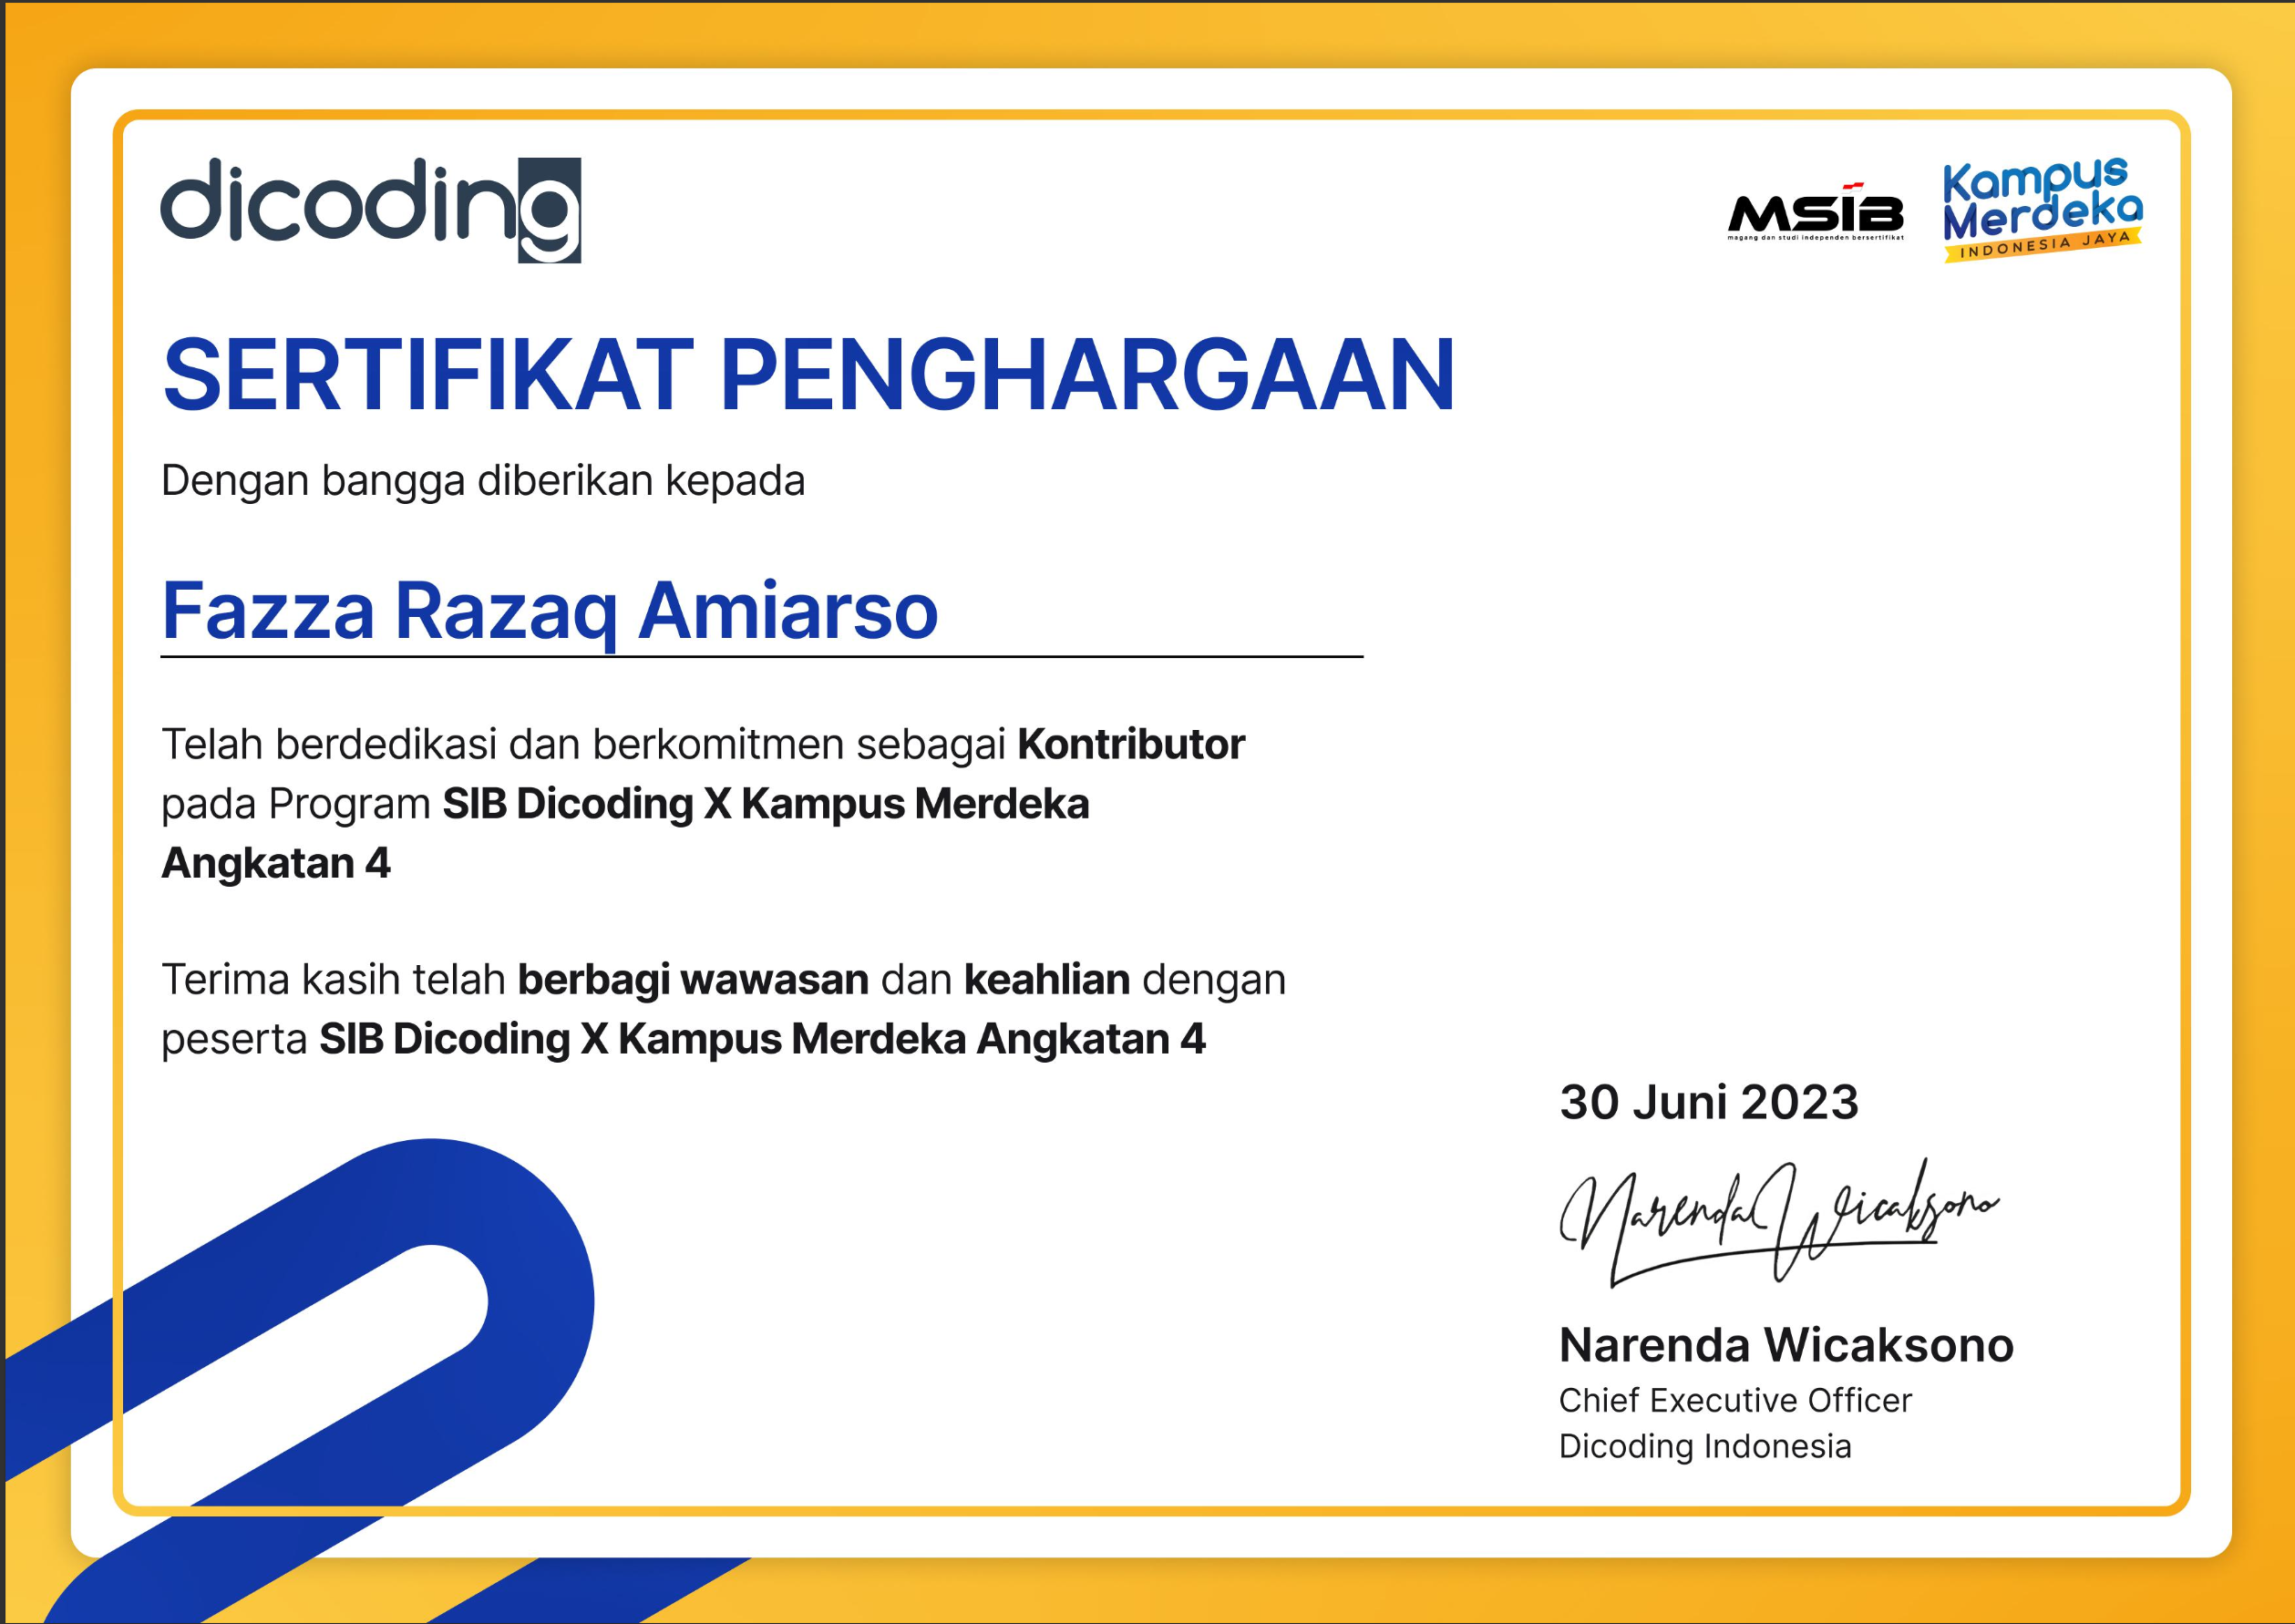 dicoding
MSIB
magang dan studi independen bersertifikat
Kampus
Merdeka
INDONESIA JAYA
SERTIFIKAT PENGHARGAAN
Dengan bangga diberikan kepada
Fazza Razaq Amiarso
Telah berdedikasi dan berkomitmen sebagai Kontributor
pada Program SIB Dicoding X Kampus Merdeka
Angkatan 4
Terima kasih telah berbagi wawasan dan keahlian dengan
peserta SIB Dicoding X Kampus Merdeka Angkatan 4
30 Juni 2023
Narenda Wicaksono
Narenda Wicaksono
Chief Executive Officer
Dicoding Indonesia